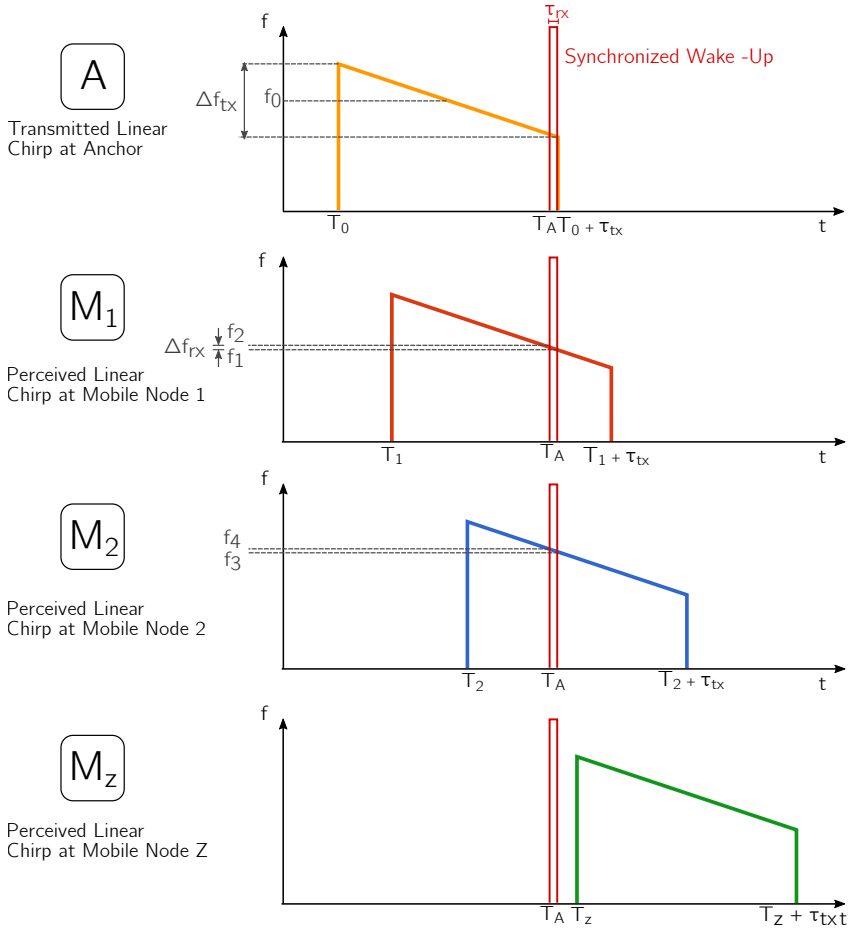 τrx
f
Synchronized Wake -Up
A
Δftx
f0
Transmitted Linear
Chirp at Anchor
T0
TA
T0 + τtx
t
f
M1
f2
Δfrx
f1
Perceived Linear
Chirp at Mobile Node 1
T1
TA
T1 + τtx
t
f
M2
f4
f3
Perceived Linear
Chirp at Mobile Node 2
T2
TA
T2 + τtx
t
f
Mz
Perceived Linear
Chirp at Mobile Node Z
TA
Tz
Tz + τtx
t